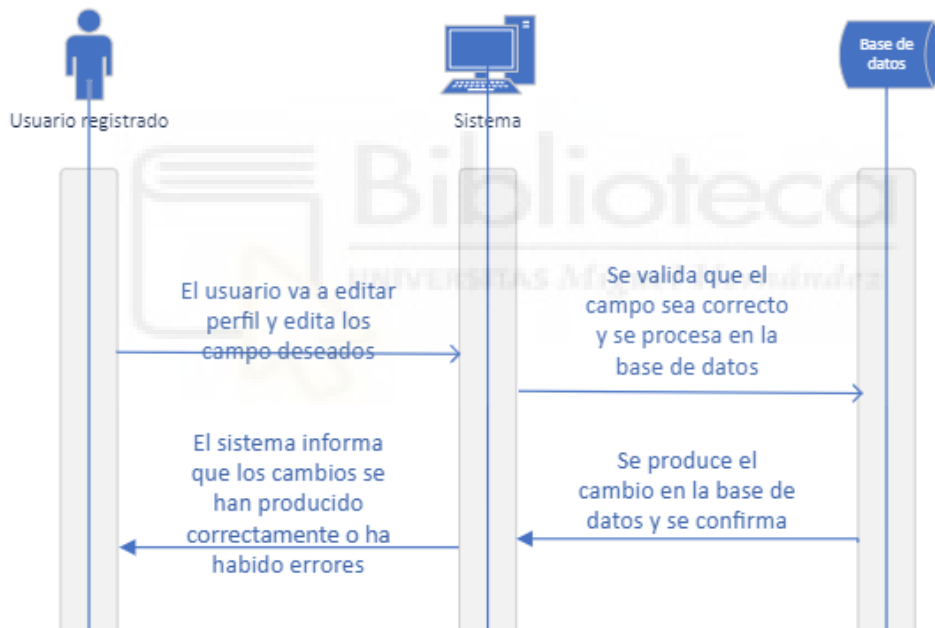 Base de
datos
Usuario registrado
Sistema
Biblioteca
UNIVERSITAS Miguel Hernández
El usuario va a editar
perfil y edita los
campo deseados
Se valida que el
campo sea correcto
y se procesa en la
base de datos
El sistema informa
que los cambios se
han producido
correctamente o ha
habido errores
Se produce el
cambio en la base de
datos y se confirma